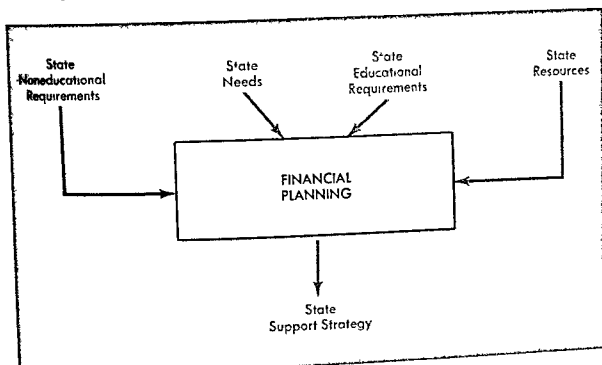 State
Noneducational
Requirements
State
Needs
State
Educational
Requirements
State
Resources
FINANCIAL
PLANNING
State
Support Strategy